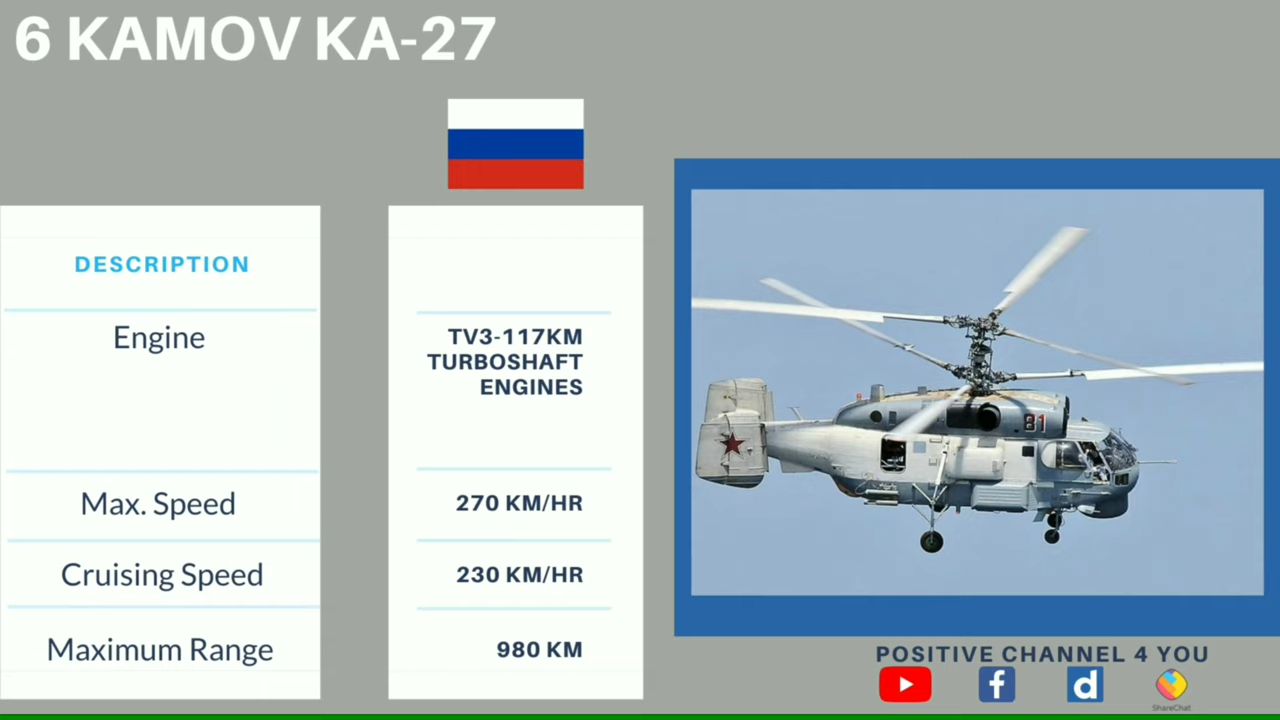 6 KAMOV KA-27
DESCRIPTION
Engine
TV3-117KM
TURBOSHAFT
ENGINES
Max. Speed
270 KM/HR
Cruising Speed
230 KM/HR
Maximum Range
980 KM
81
POSITIVE CHANNEL 4 YOU
f
d
ShareChat